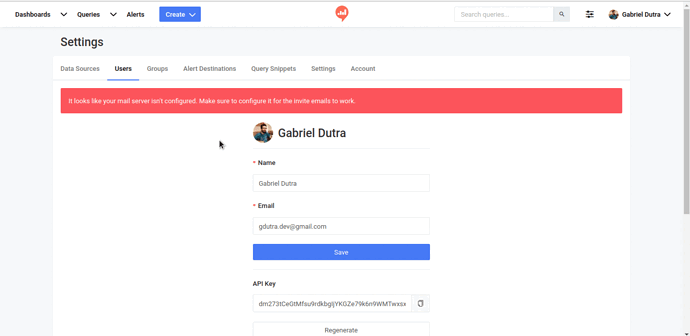 Dashboards Queries Alerts Create Search queries... Gabriel Dutra
Settings
Data Sources Users Groups Alert Destinations Query Snippets Settings Account
It looks like your mail server isn't configured. Make sure to configure it for the invite emails to work.
Gabriel Dutra
* Name
Gabriel Dutra
* Email
gdutra.dev@gmail.com
Save
API Key
Regenerate